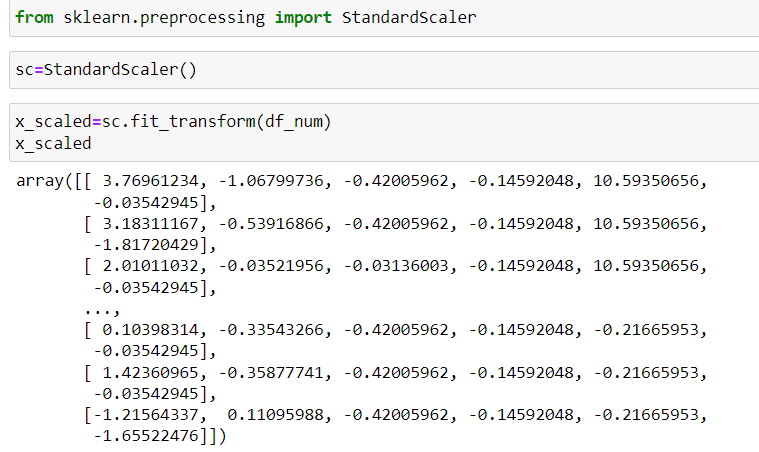 from sklearn.preprocessing import StandardScaler
sc=StandardScaler()
x_scaled=sc.fit_transform(df_num)
x_scaled
array([[ 3.76961234, -1.06799736, -0.42005962, -0.14592048, 10.59350656,
-0.03542945],
[ 3.18311167, -0.53916866, -0.42005962, -0.14592048, 10.59350656,
-1.81720429],
[ 2.01011032, -0.03521956, -0.03136003, -0.14592048, 10.59350656,
-0.03542945],
...,
[ 0.10398314, -0.33543266, -0.42005962, -0.14592048, -0.21665953,
-0.03542945],
[ 1.42360965, -0.35877741, -0.42005962, -0.14592048, -0.21665953,
-0.03542945],
[-1.21564337,  0.11095988, -0.42005962, -0.14592048, -0.21665953,
-1.65522476]])